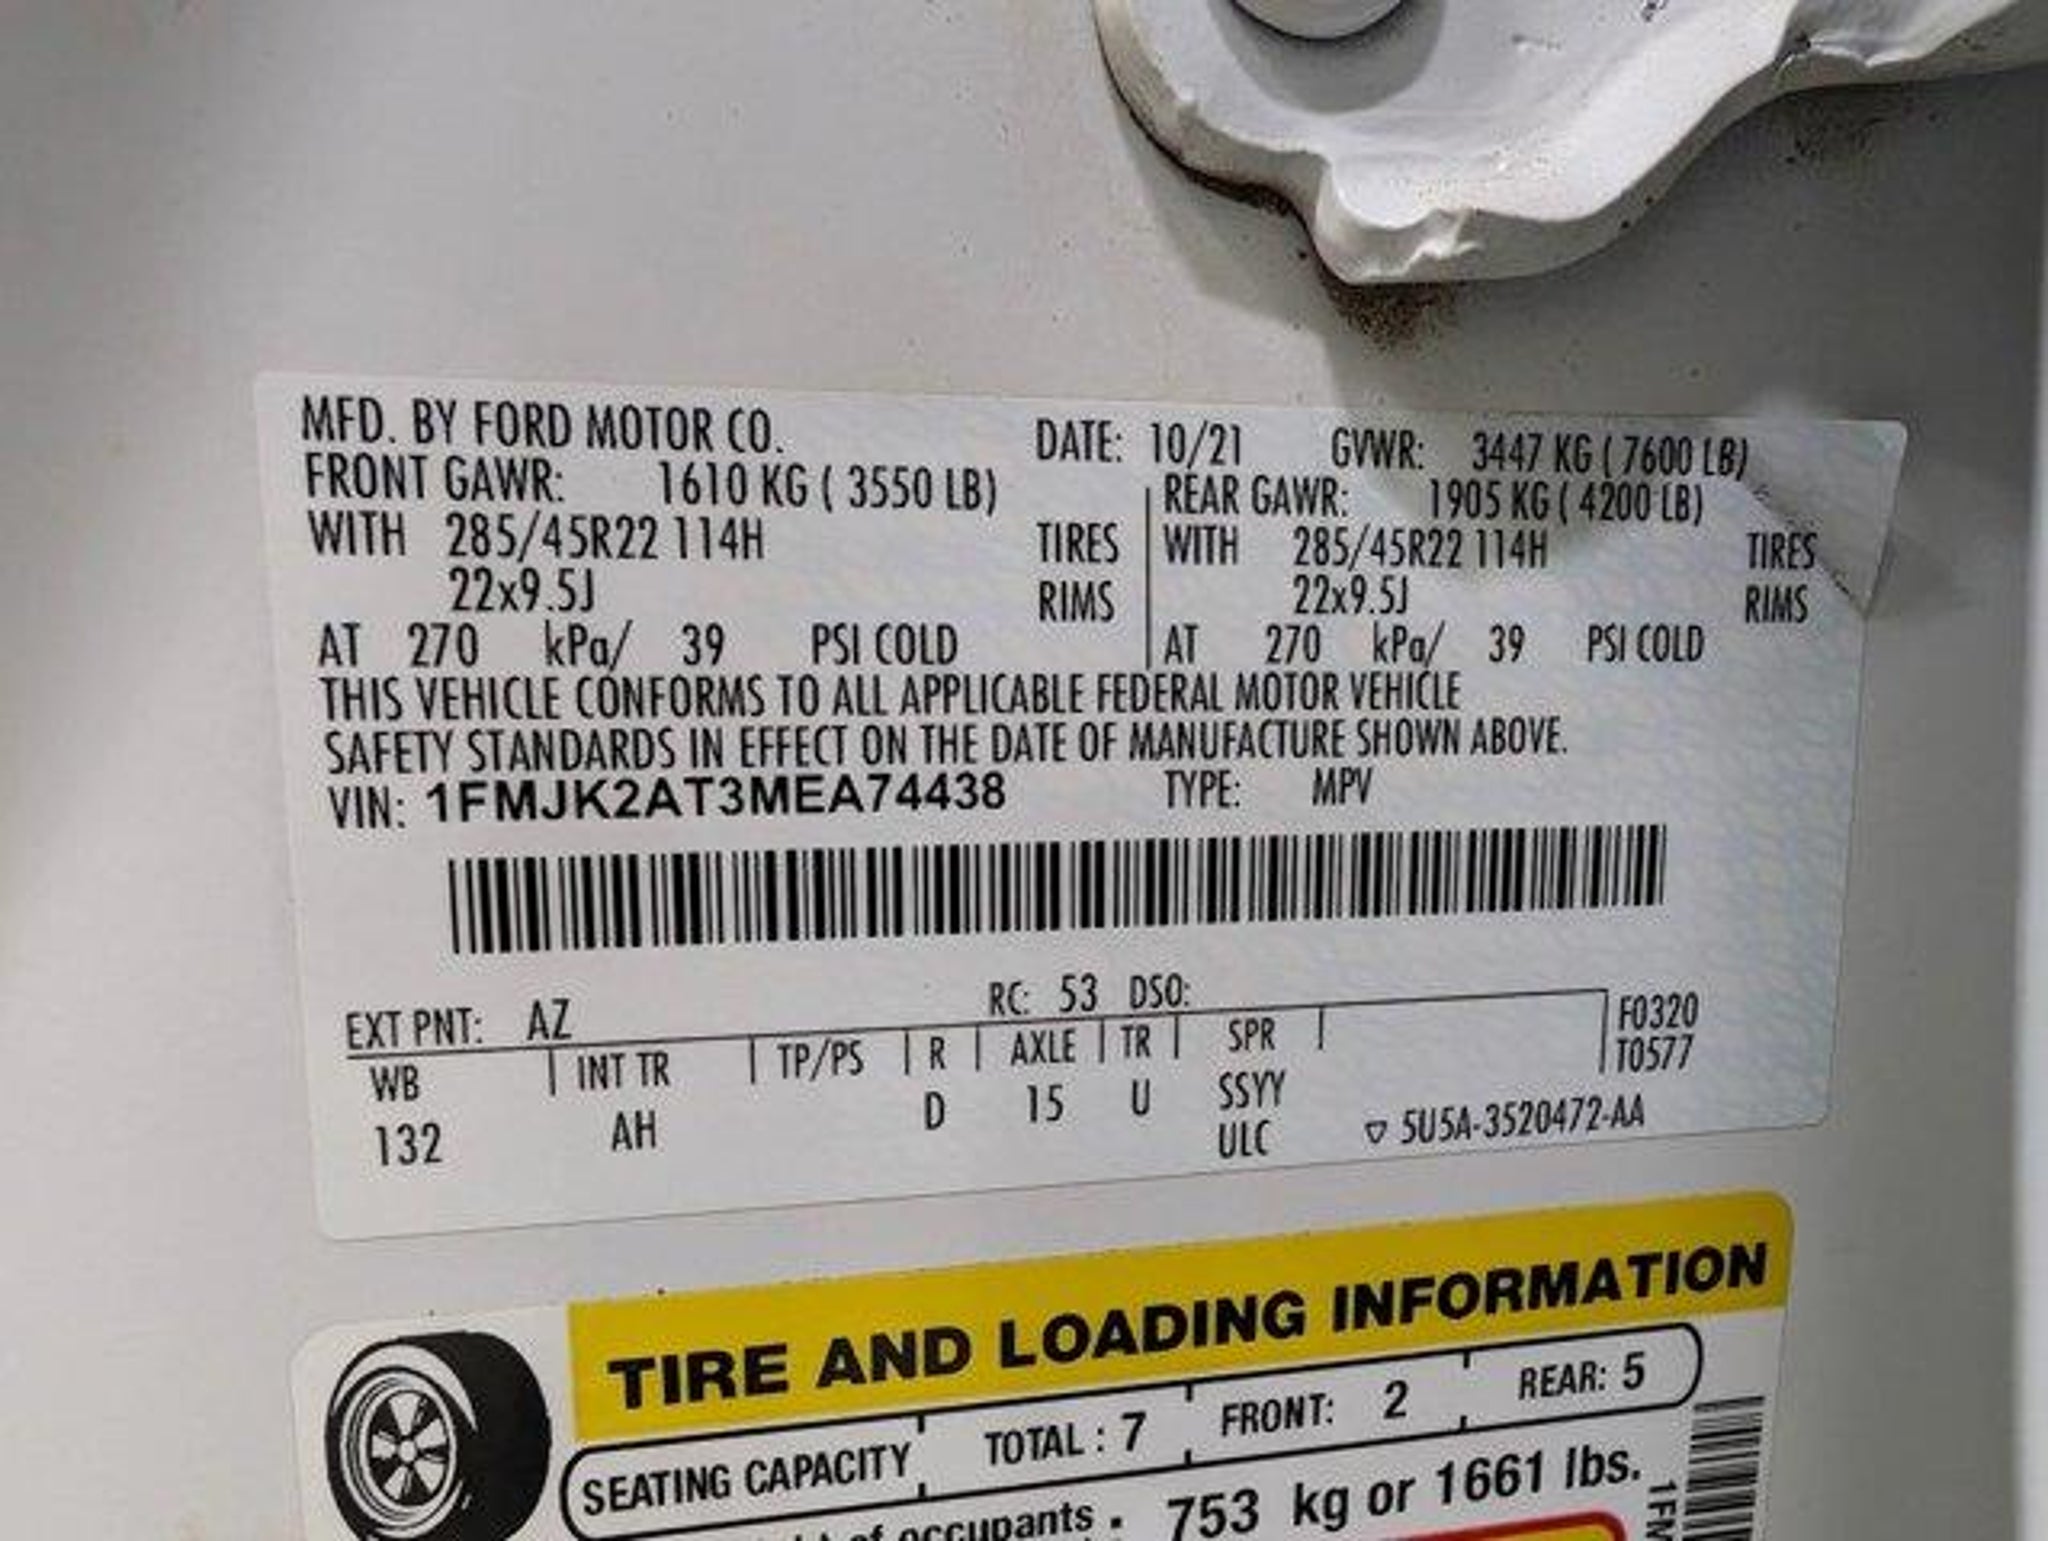 MFD. BY FORD MOTOR CO. DATE: 10/21 GVWR: 3447 KG ( 7600 LB)
FRONT GAWR: 1610 KG ( 3550 LB) REAR GAWR: 1905 KG ( 4200 LB)
WITH 285/45R22 114H TIRES WITH 285/45R22 114H TIRES
22x9.5J RIMS 22x9.5J RIMS
AT 270 kPa/ 39 PSI COLD AT 270 kPa/ 39 PSI COLD
THIS VEHICLE CONFORMS TO ALL APPLICABLE FEDERAL MOTOR VEHICLE
SAFETY STANDARDS IN EFFECT ON THE DATE OF MANUFACTURE SHOWN ABOVE.
VIN: 1FMJK2AT3MEA74438 TYPE: MPV
EXT PNT: AZ RC: 53 DSO:
WB INT TR TP/PS R AXLE TR SPR F0320
T0577
132 AH D 15 U SSYY
ULC 5U5A-3520472-AA
TIRE AND LOADING INFORMATION
SEATING CAPACITY TOTAL : 7 FRONT: 2 REAR: 5
of occupants 753 kg or 1661 lbs.
1FM